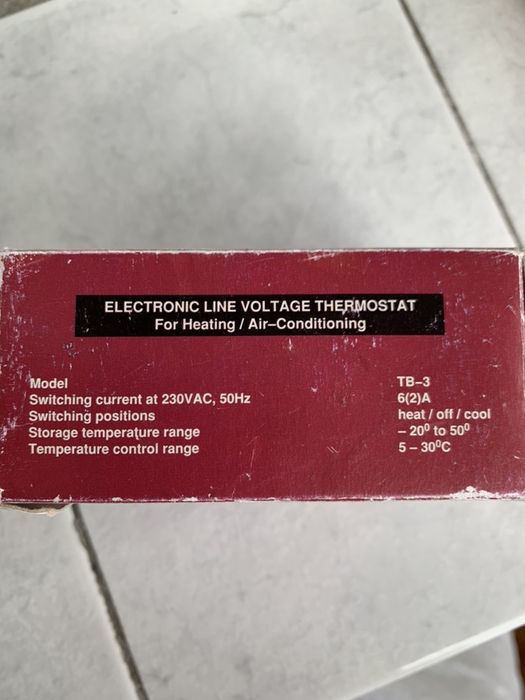 ELECTRONIC LINE VOLTAGE THERMOSTAT
For Heating / Air–Conditioning
Model TB–3
Switching current at 230VAC, 50Hz 6(2)A
Switching positions heat / off / cool
Storage temperature range – 20⁰ to 50⁰
Temperature control range 5 – 30⁰C